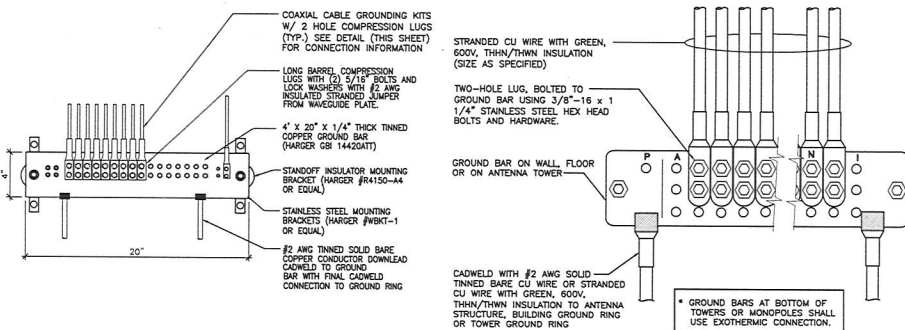 COAXIAL CABLE GROUNDING KITS
W/ 2 HOLE COMPRESSION LUGS
(TYP.) SEE DETAIL (THIS SHEET)
FOR CONNECTION INFORMATION
LONG BARREL COMPRESSION
LUGS WITH (2) 5/16" BOLTS AND
LOCK WASHERS WITH #2 AWG
INSULATED STRANDED JUMPER
FROM WAVEGUIDE PLATE.
4' X 20" X 1/4" THICK TINNED
COPPER GROUND BAR
(HARGER GBI 14420ATT)
STANDOFF INSULATOR MOUNTING
BRACKET (HARGER #R4150-A4
OR EQUAL)
STAINLESS STEEL MOUNTING
BRACKETS (HARGER #WBKT-1
OR EQUAL)
#2 AWG TINNED SOLID BARE
COPPER CONDUCTOR DOWNLEAD
CADWELD TO GROUND
BAR WITH FINAL CADWELD
CONNECTION TO GROUND RING
4"
20"
STRANDED CU WIRE WITH GREEN,
600V, THHN/THWN INSULATION
(SIZE AS SPECIFIED)
TWO-HOLE LUG, BOLTED TO
GROUND BAR USING 3/8"-16 x 1
1/4" STAINLESS STEEL HEX HEAD
BOLTS AND HARDWARE.
GROUND BAR ON WALL, FLOOR
OR ON ANTENNA TOWER
P A N I
CADWELD WITH #2 AWG SOLID
TINNED BARE CU WIRE OR STRANDED
CU WIRE WITH GREEN, 600V,
THHN/THWN INSULATION TO ANTENNA
STRUCTURE, BUILDING GROUND RING
OR TOWER GROUND RING
* GROUND BARS AT BOTTOM OF
TOWERS OR MONOPOLES SHALL
USE EXOTHERMIC CONNECTION.